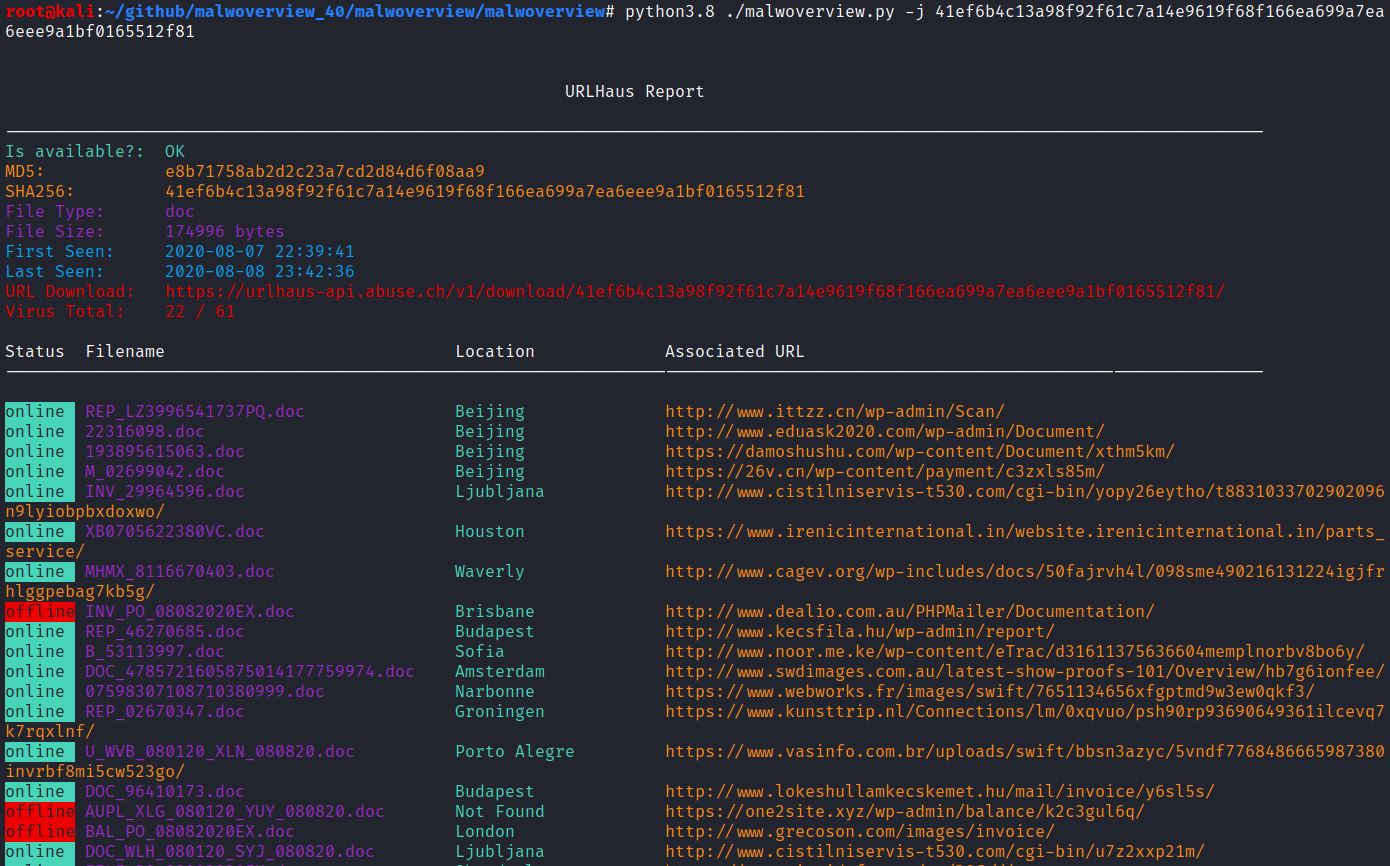 root@kali:~/github/malwoverview_40/malwoverview/malwoverview# python3.8 ./malwoverview.py -j 41ef6b4c13a98f92f61c7a14e9619f68f166ea699a7ea
6eee9a1bf0165512f81
URLHaus Report
Is available?: OK
MD5: e8b71758ab2d2c23a7cd2d84d6f08aa9
SHA256: 41ef6b4c13a98f92f61c7a14e9619f68f166ea699a7ea6eee9a1bf0165512f81
File Type: doc
File Size: 174996 bytes
First Seen: 2020-08-07 22:39:41
Last Seen: 2020-08-08 23:42:36
URL Download: https://urlhaus-api.abuse.ch/v1/download/41ef6b4c13a98f92f61c7a14e9619f68f166ea699a7ea6eee9a1bf0165512f81/
Virus Total: 22 / 61
Status Filename Location Associated URL
online REP_LZ3996541737PQ.doc Beijing http://www.ittzz.cn/wp-admin/Scan/
online 22316098.doc Beijing http://www.eduask2020.com/wp-admin/Document/
online 193895615063.doc Beijing https://damoshushu.com/wp-content/Document/xthm5km/
online M_02699042.doc Beijing https://26v.cn/wp-content/payment/c3zxls85m/
online INV_29964596.doc Ljubljana http://www.cistilniservis-t530.com/cgi-bin/yopy26eytho/t8831033702902096
n9lyiobpbxdoxwo/
online XB0705622380VC.doc Houston https://www.irenicinternational.in/website.irenicinternational.in/parts_
service/
online MHMX_8116670403.doc Waverly http://www.cagev.org/wp-includes/docs/50fajrvh4l/098sme490216131224igjfr
hlggpebag7kb5g/
offline INV_PO_08082020EX.doc Brisbane http://www.dealio.com.au/PHPMailer/Documentation/
online REP_46270685.doc Budapest http://www.kecsfila.hu/wp-admin/report/
online B_53113997.doc Sofia http://www.noor.me.ke/wp-content/eTrac/d31611375636604memplnorbv8bo6y/
online DOC_4785721605875014177759974.doc Amsterdam http://www.swdimages.com.au/latest-show-proofs-101/Overview/hb7g6ionfee/
online 07598307108710380999.doc Narbonne http://www.webworks.fr/images/swift/7651134656xfgptmd9w3ew0qkf3/
online REP_02670347.doc Groningen http://www.kunsttrip.nl/Connections/lm/0xqvuo/psh90rp93690649361ilcevq7
k7rqxlnf/
online U_WVB_080120_XLN_080820.doc Porto Alegre https://www.vasinfo.com.br/uploads/swift/bbsn3azyc/5vndf7768486665987380
invrbf8mi5cw523go/
online DOC_96410173.doc Budapest http://www.lokeshullamkecskemet.hu/mail/invoice/y6sl5s/
offline AUPL_XLG_080120_YUY_080820.doc Not Found https://one2site.xyz/wp-admin/balance/k2c3gul6q/
offline BAL_PO_08082020EX.doc London http://www.grecoson.com/images/invoice/
online DOC_WLH_080120_SYJ_080820.doc Ljubljana http://www.cistilniservis-t530.com/cgi-bin/u7z2xxp21m/